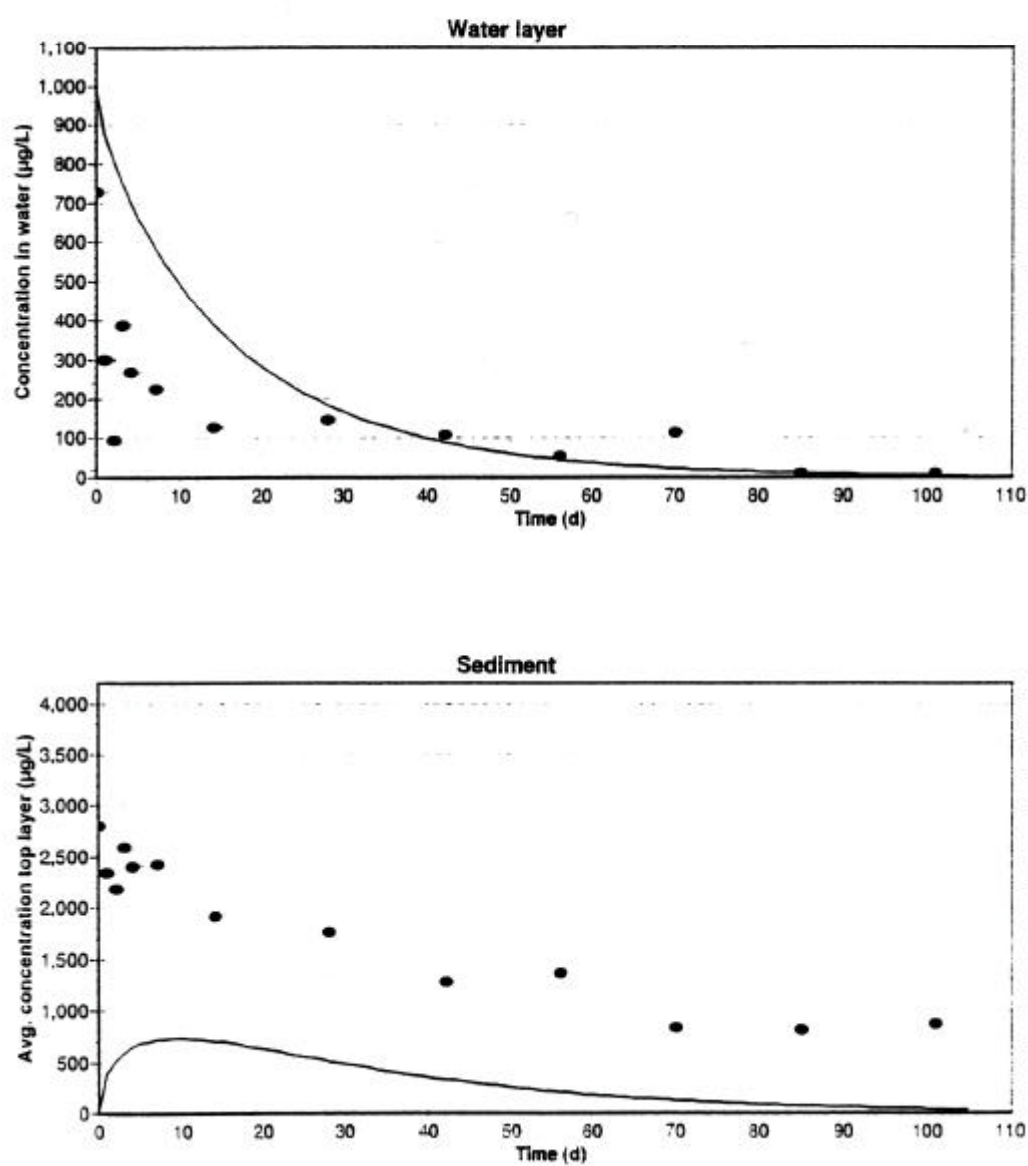 Water layer
Concentration in water (µg/L)
1,100
1.000
900
800
700
600
500
400
300
200
100
0
0 10 20 30 40 50 60 70 80 90 100 110
Time (d)
Sediment
Avg. concentration top layer (µg/L)
4,000
3,500
3,000
2,500
2,000
1,500
1,000
500
0
0 10 20 30 40 50 60 70 80 90 100 110
Time (d)